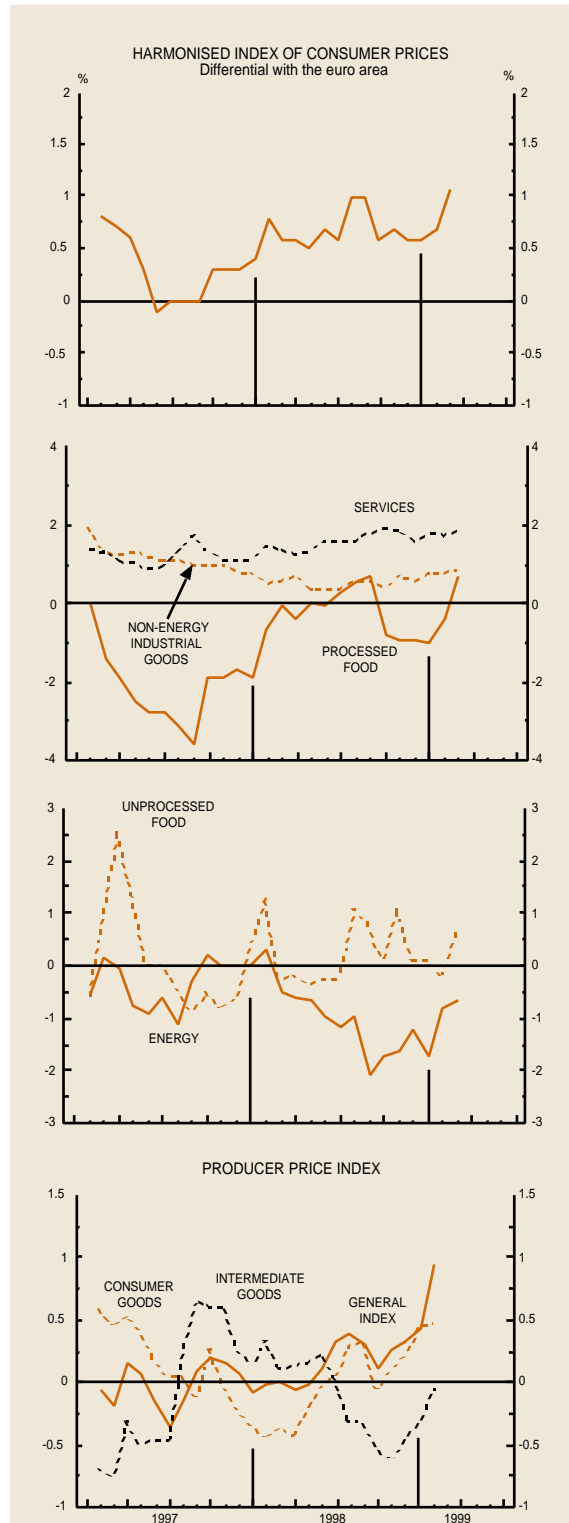 HARMONISED INDEX OF CONSUMER PRICES
Differential with the euro area
% %
2 2
1.5 1.5
1 1
0.5 0.5
0 0
-0.5 -0.5
-1 -1
4 4
SERVICES
2 2
0 0
NON-ENERGY
INDUSTRIAL
GOODS
PROCESSED
FOOD
-2 -2
-4 -4
3 3
UNPROCESSED
FOOD
2 2
1 1
0 0
ENERGY
-1 -1
-2 -2
-3 -3
PRODUCER PRICE INDEX
1.5 1.5
1 1
CONSUMER
GOODS
INTERMEDIATE
GOODS
GENERAL
INDEX
0.5 0.5
0 0
-0.5 -0.5
-1 -1
1997 1998 1999